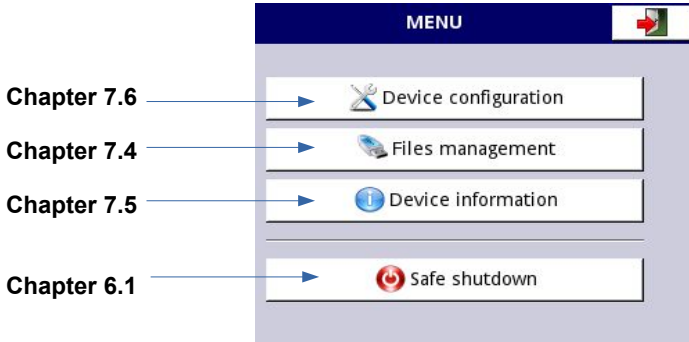 MENU
Chapter 7.6
Device configuration
Chapter 7.4
Files management
Chapter 7.5
Device information
Chapter 6.1
Safe shutdown